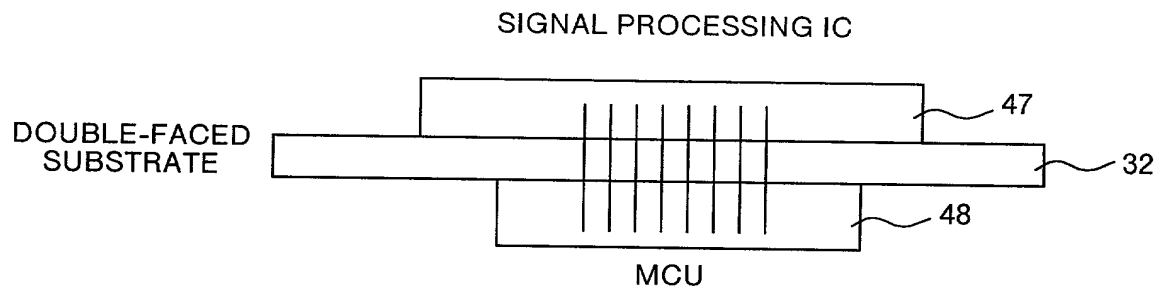 SIGNAL PROCESSING IC
47
DOUBLE-FACED
SUBSTRATE
32
48
MCU